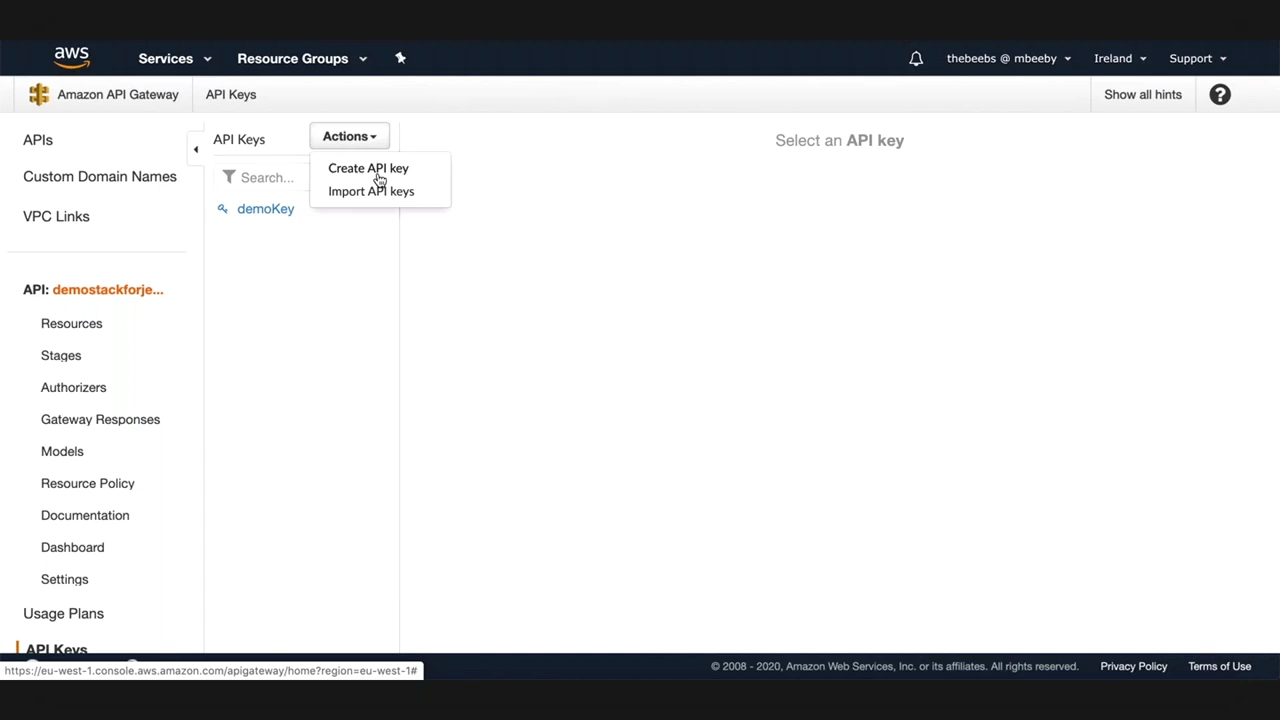 aws Services Resource Groups thebeebs @ mbeeby Ireland Support
Amazon API Gateway API Keys Show all hints ?
APIs
Custom Domain Names
VPC Links
API: demostackforje...
Resources
Stages
Authorizers
Gateway Responses
Models
Resource Policy
Documentation
Dashboard
Settings
Usage Plans
API Keys
API Keys Actions
Search...
Create API key
Import API keys
demoKey
Select an API key
https://eu-west-1.console.aws.amazon.com/apigateway/home?region=eu-west-1#
© 2008 - 2020, Amazon Web Services, Inc. or its affiliates. All rights reserved. Privacy Policy Terms of Use